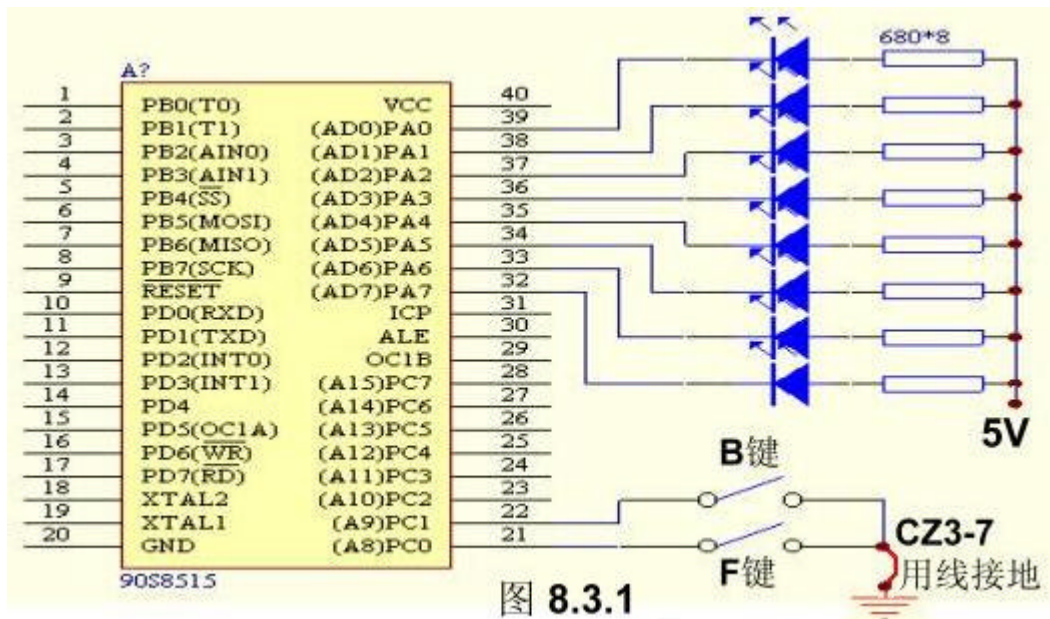 A?
680*8
1 PB0(T0) VCC 40
2 PB1(T1) (AD0)PA0 39
3 PB2(AIN0) (AD1)PA1 38
4 PB3(AIN1) (AD2)PA2 37
5 PB4(SS) (AD3)PA3 36
6 PB5(MOSI) (AD4)PA4 35
7 PB6(MISO) (AD5)PA5 34
8 PB7(SCK) (AD6)PA6 33
9 RESET (AD7)PA7 32
10 PD0(RXD) ICP 31
11 PD1(TXD) ALE 30
12 PD2(INT0) OC1B 29
13 PD3(INT1) (A15)PC7 28
14 PD4 (A14)PC6 27
15 PD5(OC1A) (A13)PC5 26
16 PD6(WR) (A12)PC4 25
17 PD7(RD) (A11)PC3 24
18 XTAL2 (A10)PC2 23
19 XTAL1 (A9)PC1 22
20 GND (A8)PC0 21
90S8515
5V
B键
F键
CZ3-7
用线接地
图 8.3.1